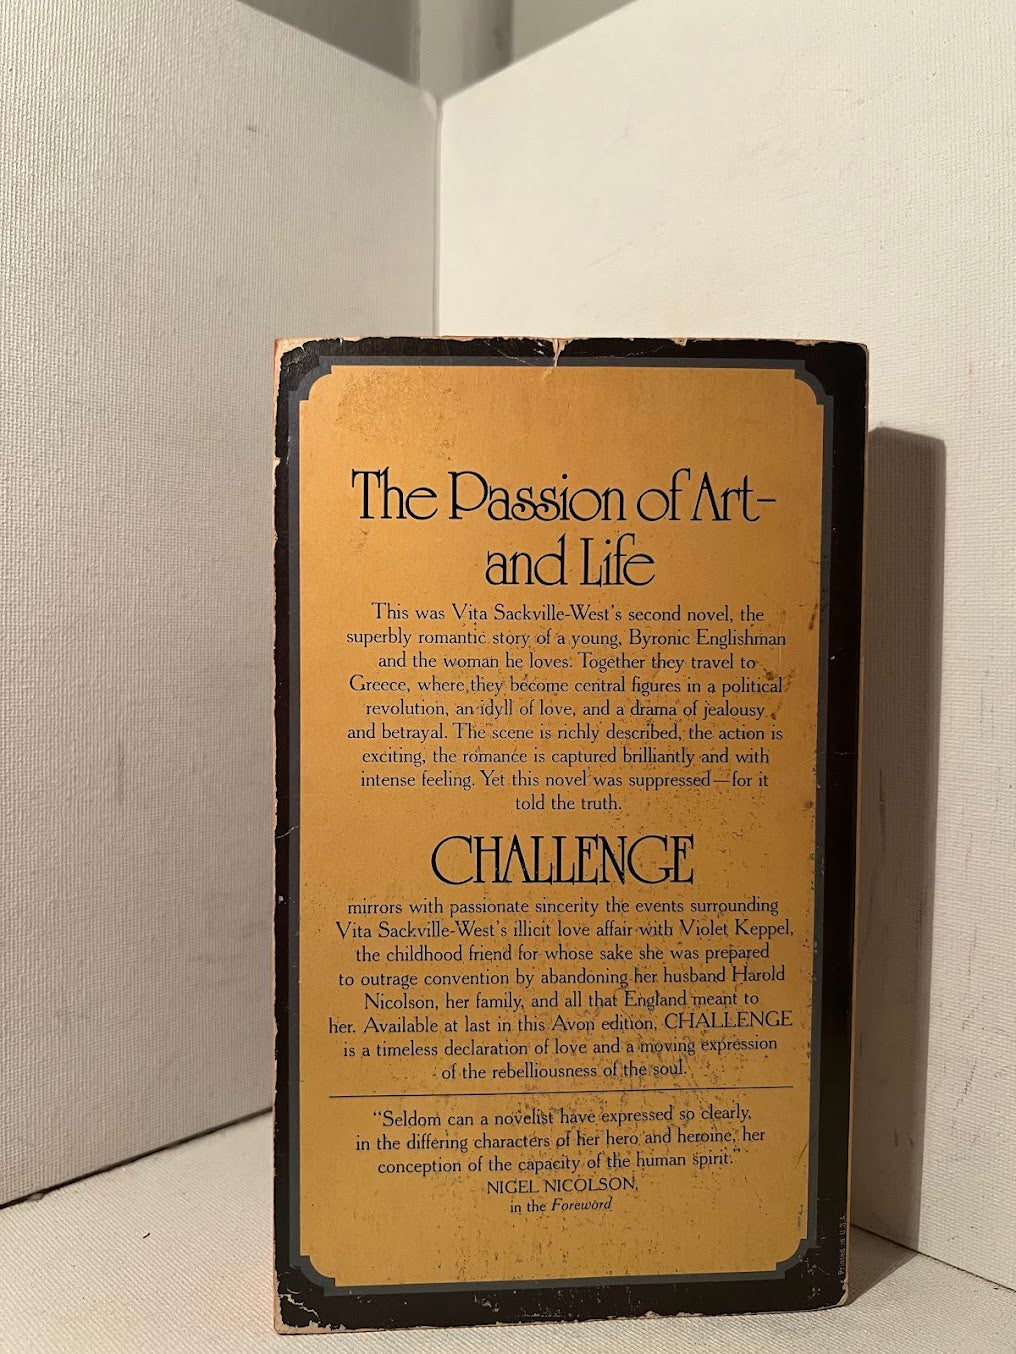 The Passion of Art–
and Life
This was Vita Sackville-West's second novel, the
superbly romantic story of a young, Byronic Englishman
and the woman he loves. Together they travel to
Greece, where they become central figures in a political
revolution, an idyll of love, and a drama of jealousy
and betrayal. The scene is richly described, the action is
exciting, the romance is captured brilliantly and with
intense feeling. Yet this novel was suppressed—for it
told the truth.
CHALLENGE
mirrors with passionate sincerity the events surrounding
Vita Sackville-West's illicit love affair with Violet Keppel,
the childhood friend for whose sake she was prepared
to outrage convention by abandoning her husband Harold
Nicolson, her family, and all that England meant to
her. Available at last in this Avon edition, CHALLENGE
is a timeless declaration of love and a moving expression
of the rebelliousness of the soul.
“Seldom can a novelist have expressed so clearly,
in the differing characters of her hero and heroine, her
conception of the capacity of the human spirit.”
NIGEL NICOLSON,
in the Foreword
Printed in U.S.A.